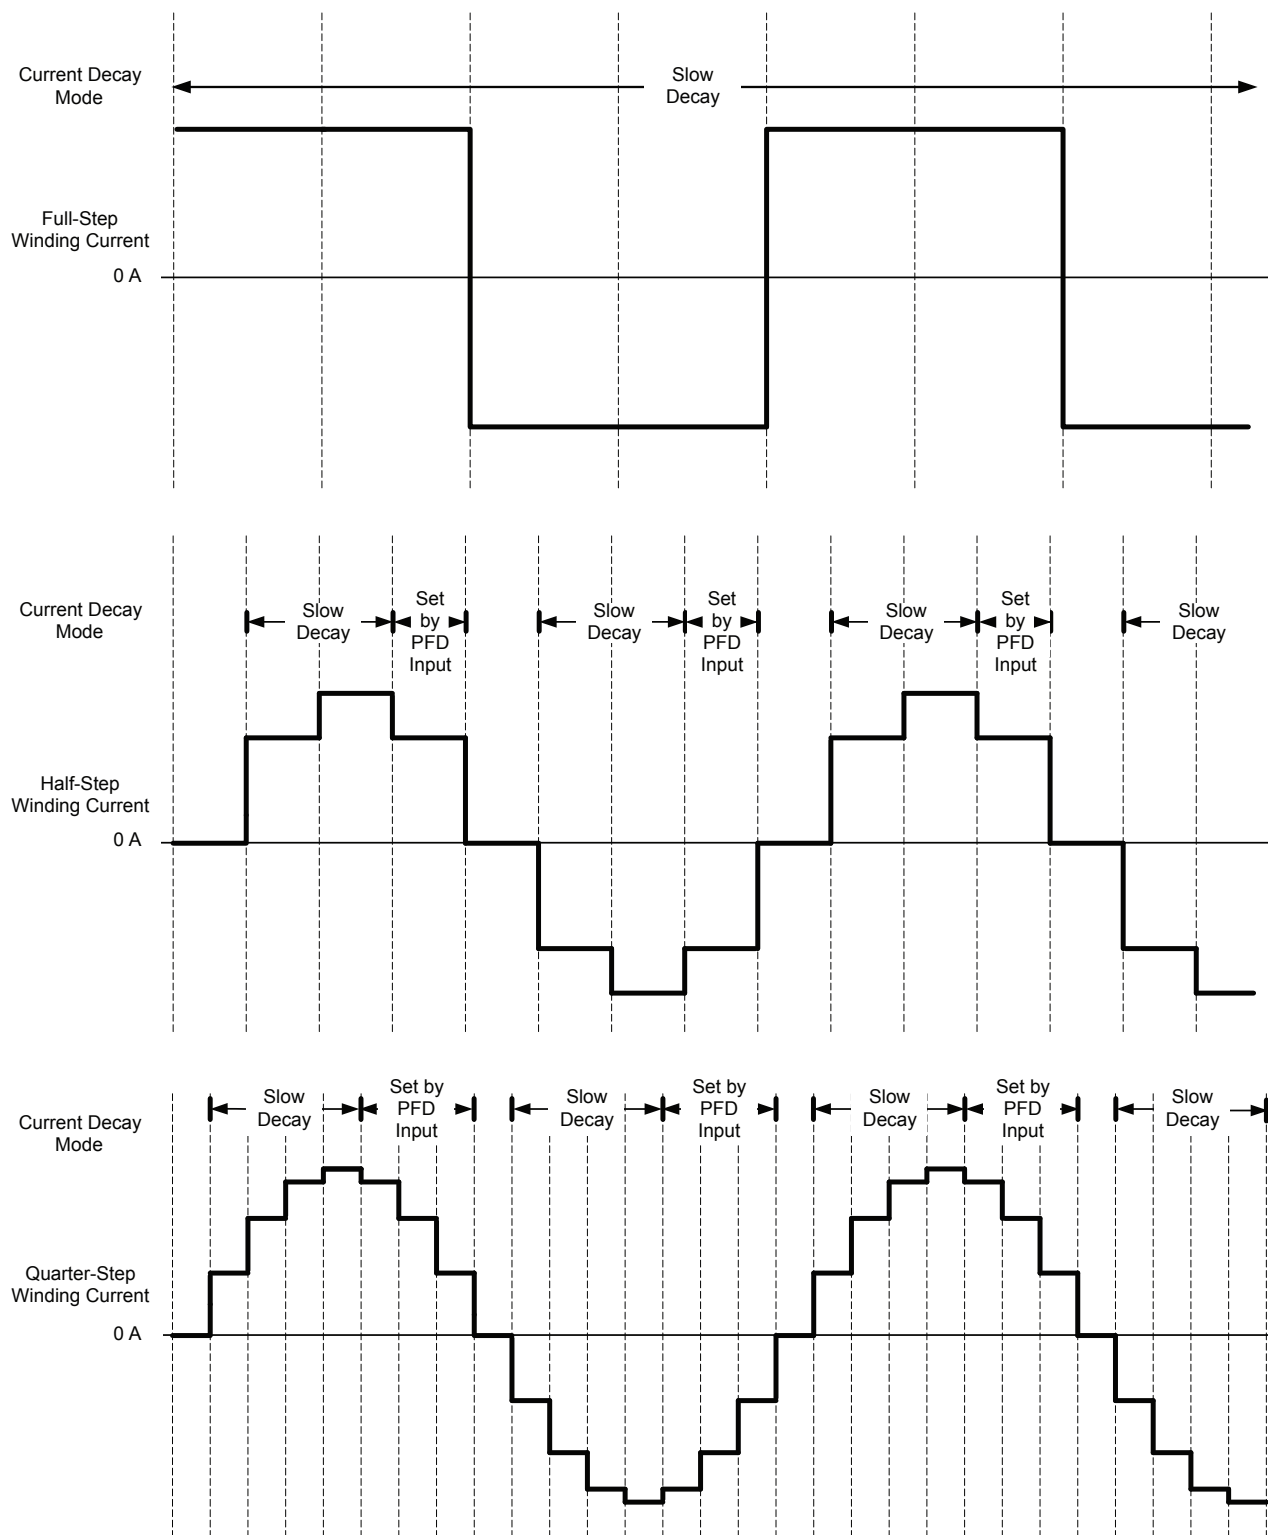 Current Decay
Mode
Slow
Decay
Full-Step
Winding Current
0 A
Current Decay
Mode
Slow
Decay
Set
by
PFD
Input
Slow
Decay
Set
by
PFD
Input
Slow
Decay
Set
by
PFD
Input
Slow
Decay
Half-Step
Winding Current
0 A
Current Decay
Mode
Slow
Decay
Set by
PFD
Input
Slow
Decay
Set by
PFD
Input
Slow
Decay
Set by
PFD
Input
Slow
Decay
Quarter-Step
Winding Current
0 A